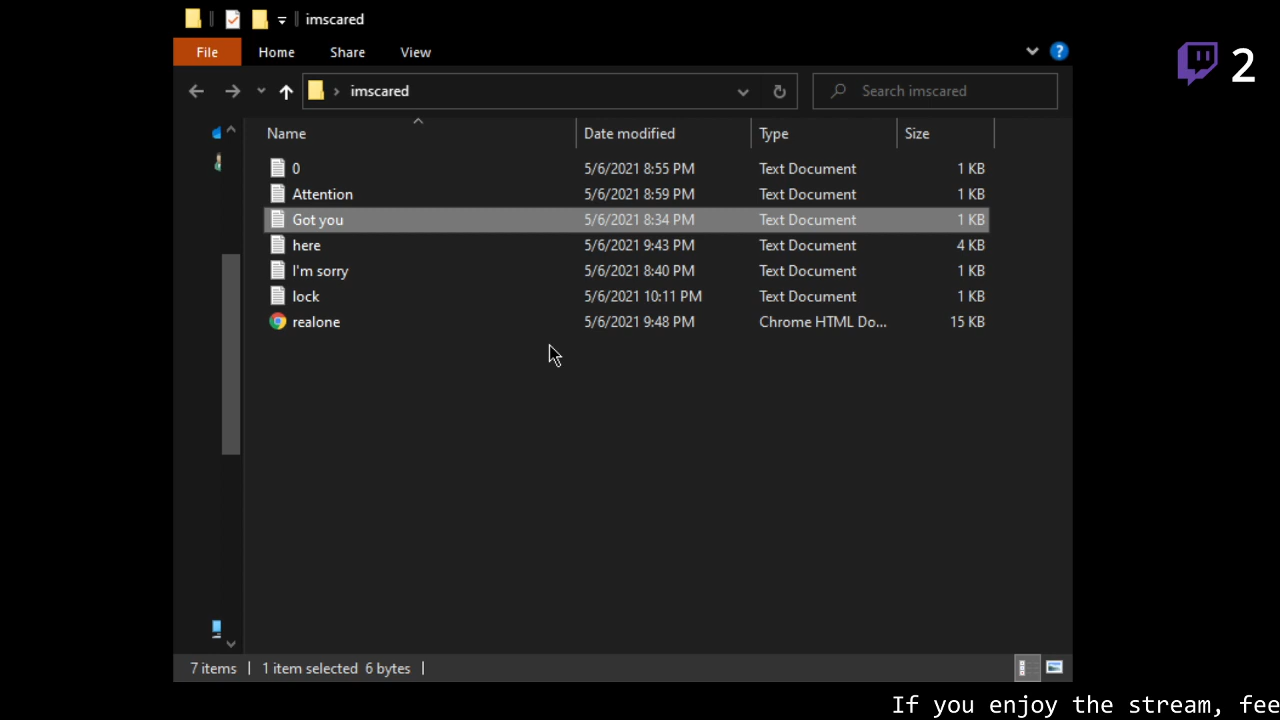 imscared
2
File Home Share View
imscared Search imscared
Name Date modified Type Size
0 5/6/2021 8:55 PM Text Document 1 KB
Attention 5/6/2021 8:59 PM Text Document 1 KB
Got you 5/6/2021 8:34 PM Text Document 1 KB
here 5/6/2021 9:43 PM Text Document 4 KB
I'm sorry 5/6/2021 8:40 PM Text Document 1 KB
lock 5/6/2021 10:11 PM Text Document 1 KB
realone 5/6/2021 9:48 PM Chrome HTML Do... 15 KB
7 items 1 item selected 6 bytes
If you enjoy the stream, fee